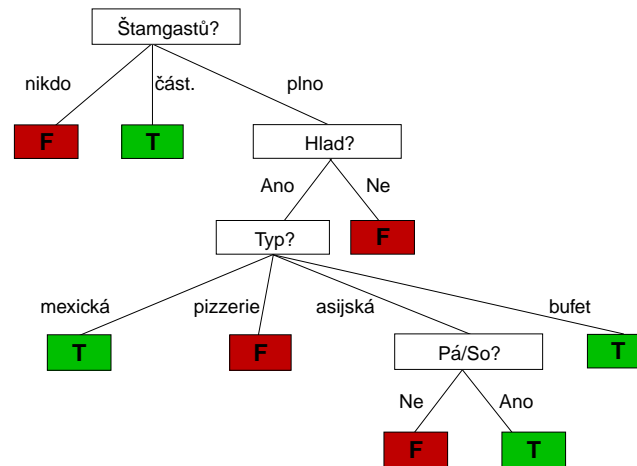 Štamgastů?
nikdo část. plno
F T Hlad?
Ano Ne
Typ? F
mexická pizzerie asijská bufet
T F Pá/So? T
Ne Ano
F T